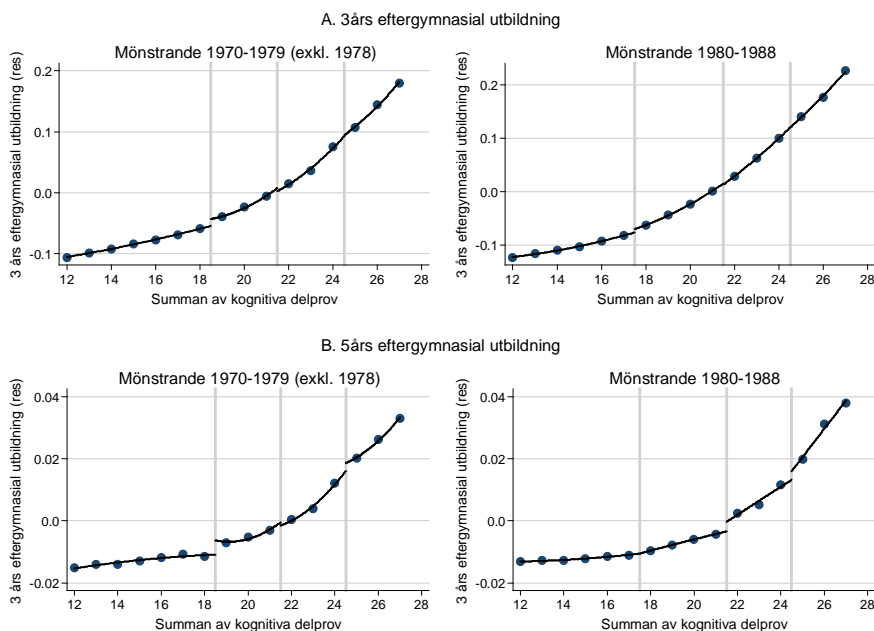 A. 3års eftergymnasial utbildning
Mönstrande 1970-1979 (exkl. 1978)
3 års eftergymnasial utbildning (res)
0.2
0.1
0.0
-0.1
12 14 16 18 20 22 24 26 28
Summan av kognitiva delprov
Mönstrande 1980-1988
3 års eftergymnasial utbildning (res)
0.2
0.1
0.0
-0.1
12 14 16 18 20 22 24 26 28
Summan av kognitiva delprov
B. 5års eftergymnasial utbildning
Mönstrande 1970-1979 (exkl. 1978)
3 års eftergymnasial utbildning (res)
0.04
0.02
0.00
-0.02
12 14 16 18 20 22 24 26 28
Summan av kognitiva delprov
Mönstrande 1980-1988
3 års eftergymnasial utbildning (res)
0.04
0.02
0.00
-0.02
12 14 16 18 20 22 24 26 28
Summan av kognitiva delprov